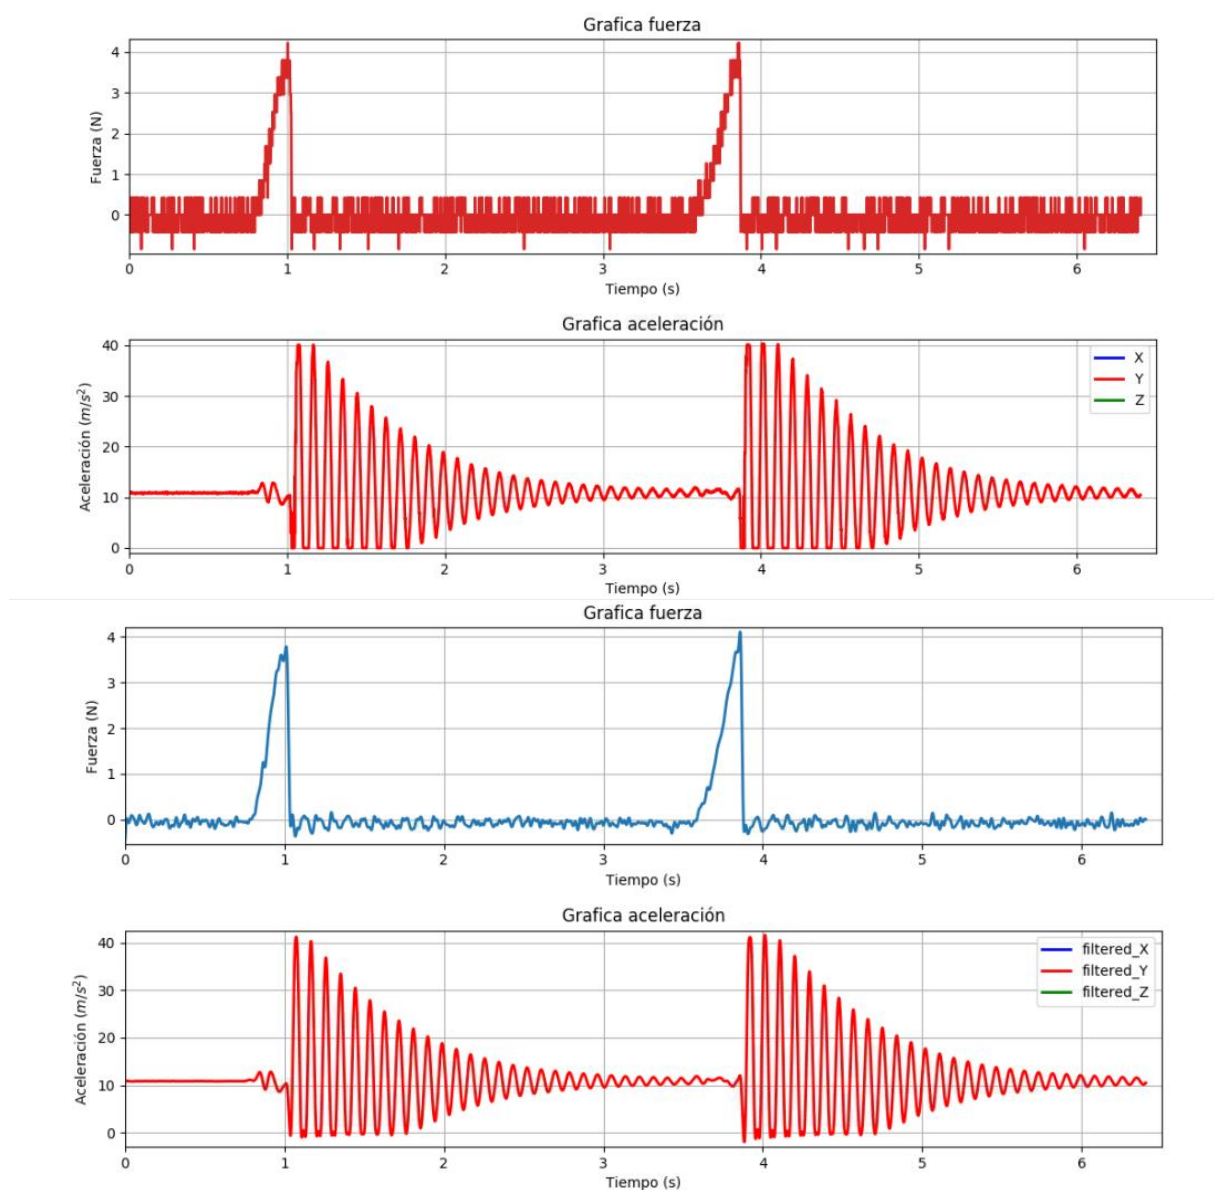 Grafica fuerza
4
3
2
1
0
Fuerza (N)
0 1 2 3 4 5 6
Tiempo (s)
Grafica aceleración
40
30
20
10
0
Aceleración (m/s²)
X
Y
Z
0 1 2 3 4 5 6
Tiempo (s)
Grafica fuerza
4
3
2
1
0
Fuerza (N)
0 1 2 3 4 5 6
Tiempo (s)
Grafica aceleración
40
30
20
10
0
Aceleración (m/s²)
filtered_X
filtered_Y
filtered_Z
0 1 2 3 4 5 6
Tiempo (s)